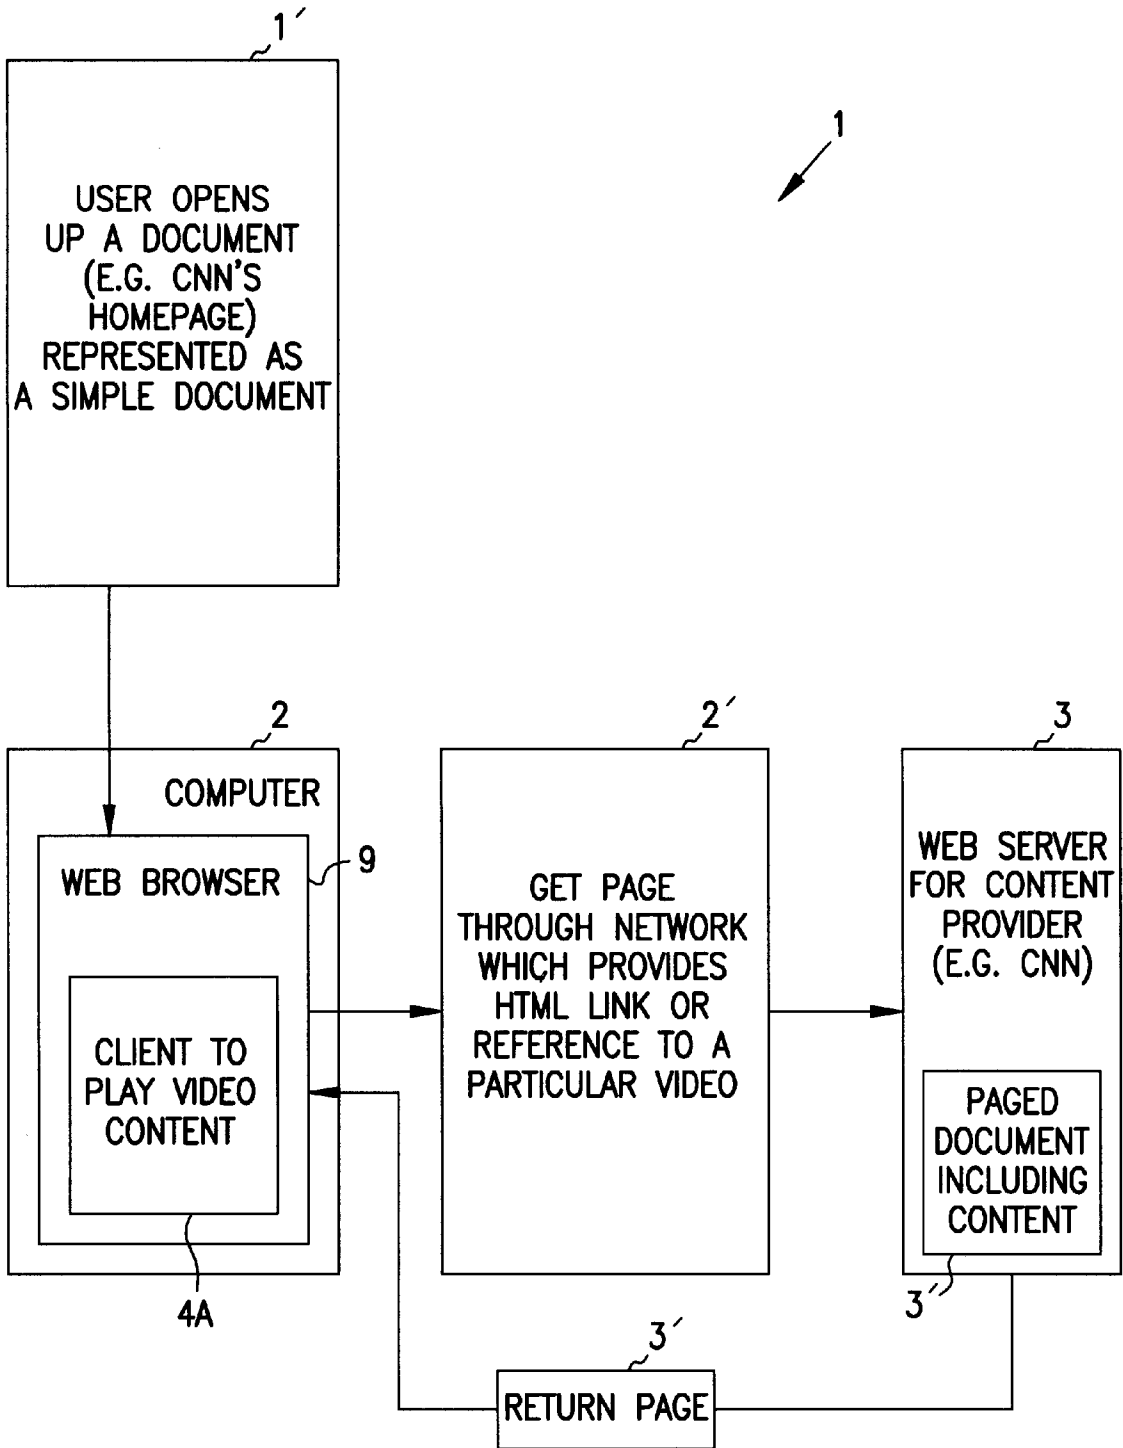 1′
1
USER OPENS
UP A DOCUMENT
(E.G. CNN'S
HOMEPAGE)
REPRESENTED AS
A SIMPLE DOCUMENT
2
COMPUTER
WEB BROWSER
9
CLIENT TO
PLAY VIDEO
CONTENT
4A
2′
GET PAGE
THROUGH NETWORK
WHICH PROVIDES
HTML LINK OR
REFERENCE TO A
PARTICULAR VIDEO
3
WEB SERVER
FOR CONTENT
PROVIDER
(E.G. CNN)
PAGED
DOCUMENT
INCLUDING
CONTENT
3″
3′
RETURN PAGE